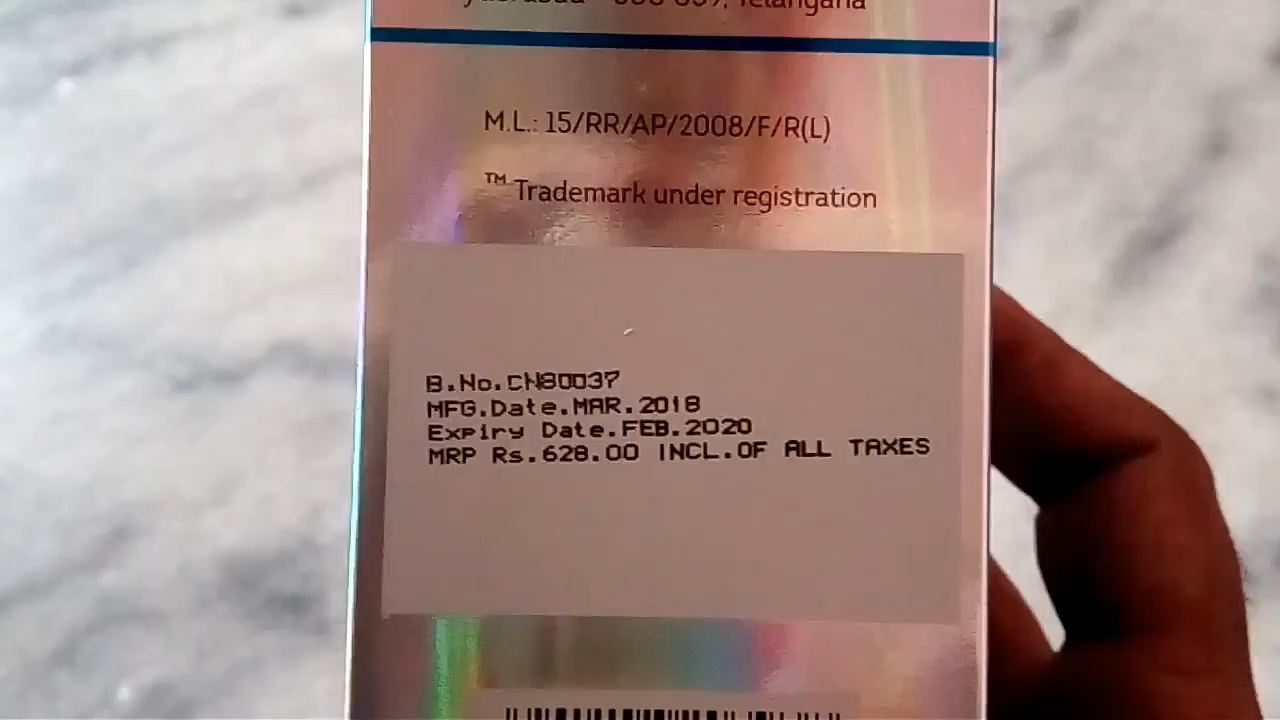 Telangana
M.L.: 15/RR/AP/2008/F/R(L)
™ Trademark under registration
B.No.CN80037
MFG.Date.MAR.2018
Expiry Date.FEB.2020
MRP Rs.628.00 INCL.OF ALL TAXES